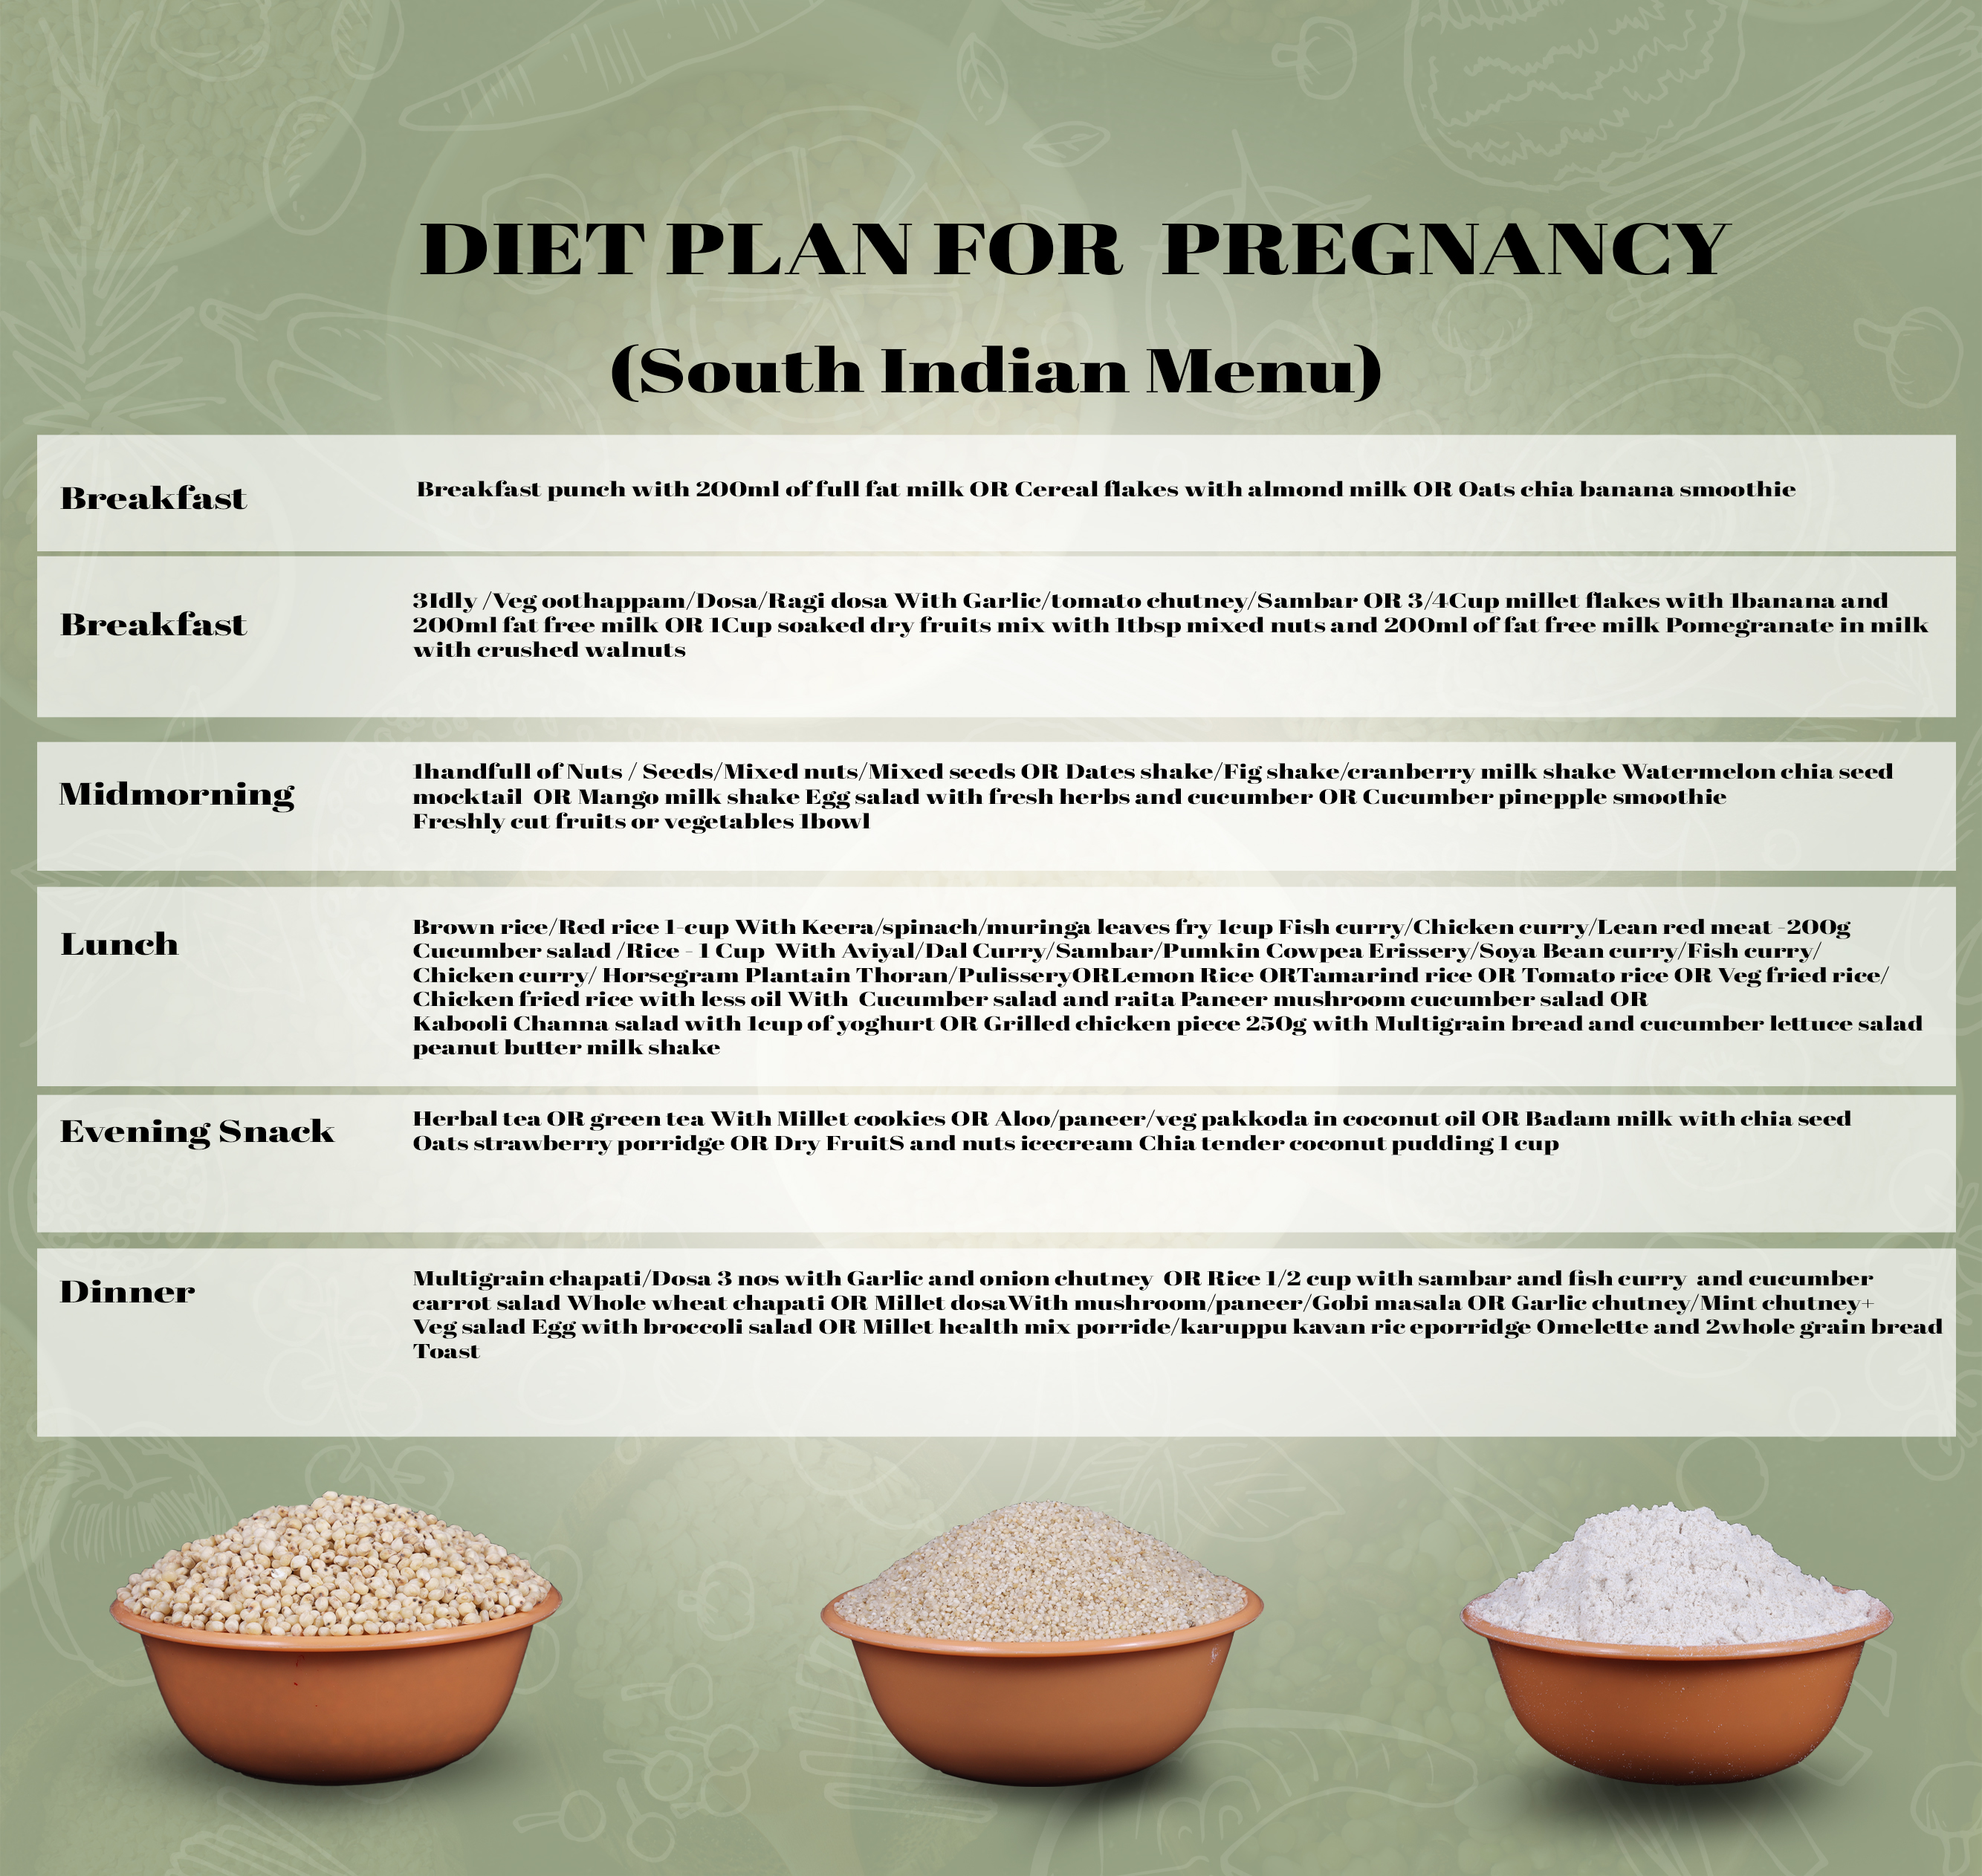 DIET PLAN FOR PREGNANCY
(South Indian Menu)
Breakfast
Breakfast punch with 200ml of full fat milk OR Cereal flakes with almond milk OR Oats chia banana smoothie
Breakfast
3Idly /Veg oothappam/Dosa/Ragi dosa With Garlic/tomato chutney/Sambar OR 3/4Cup millet flakes with 1banana and
200ml fat free milk OR 1Cup soaked dry fruits mix with 1tbsp mixed nuts and 200ml of fat free milk Pomegranate in milk
with crushed walnuts
Midmorning
1handfull of Nuts / Seeds/Mixed nuts/Mixed seeds OR Dates shake/Fig shake/cranberry milk shake Watermelon chia seed
mocktail OR Mango milk shake Egg salad with fresh herbs and cucumber OR Cucumber pinepple smoothie
Freshly cut fruits or vegetables 1bowl
Lunch
Brown rice/Red rice 1-cup With Keera/spinach/muringa leaves fry 1cup Fish curry/Chicken curry/Lean red meat -200g
Cucumber salad /Rice - 1 Cup With Aviyal/Dal Curry/Sambar/Pumkin Cowpea Erissery/Soya Bean curry/Fish curry/
Chicken curry/ Horsegram Plantain Thoran/PulisseryORLemon Rice ORTamarind rice OR Tomato rice OR Veg fried rice/
Chicken fried rice with less oil With Cucumber salad and raita Paneer mushroom cucumber salad OR
Kabooli Channa salad with 1cup of yoghurt OR Grilled chicken piece 250g with Multigrain bread and cucumber lettuce salad
peanut butter milk shake
Evening Snack
Herbal tea OR green tea With Millet cookies OR Aloo/paneer/veg pakkoda in coconut oil OR Badam milk with chia seed
Oats strawberry porridge OR Dry FruitS and nuts icecream Chia tender coconut pudding 1 cup
Dinner
Multigrain chapati/Dosa 3 nos with Garlic and onion chutney OR Rice 1/2 cup with sambar and fish curry and cucumber
carrot salad Whole wheat chapati OR Millet dosaWith mushroom/paneer/Gobi masala OR Garlic chutney/Mint chutney+
Veg salad Egg with broccoli salad OR Millet health mix porride/karuppu kavan ric eporridge Omelette and 2whole grain bread
Toast